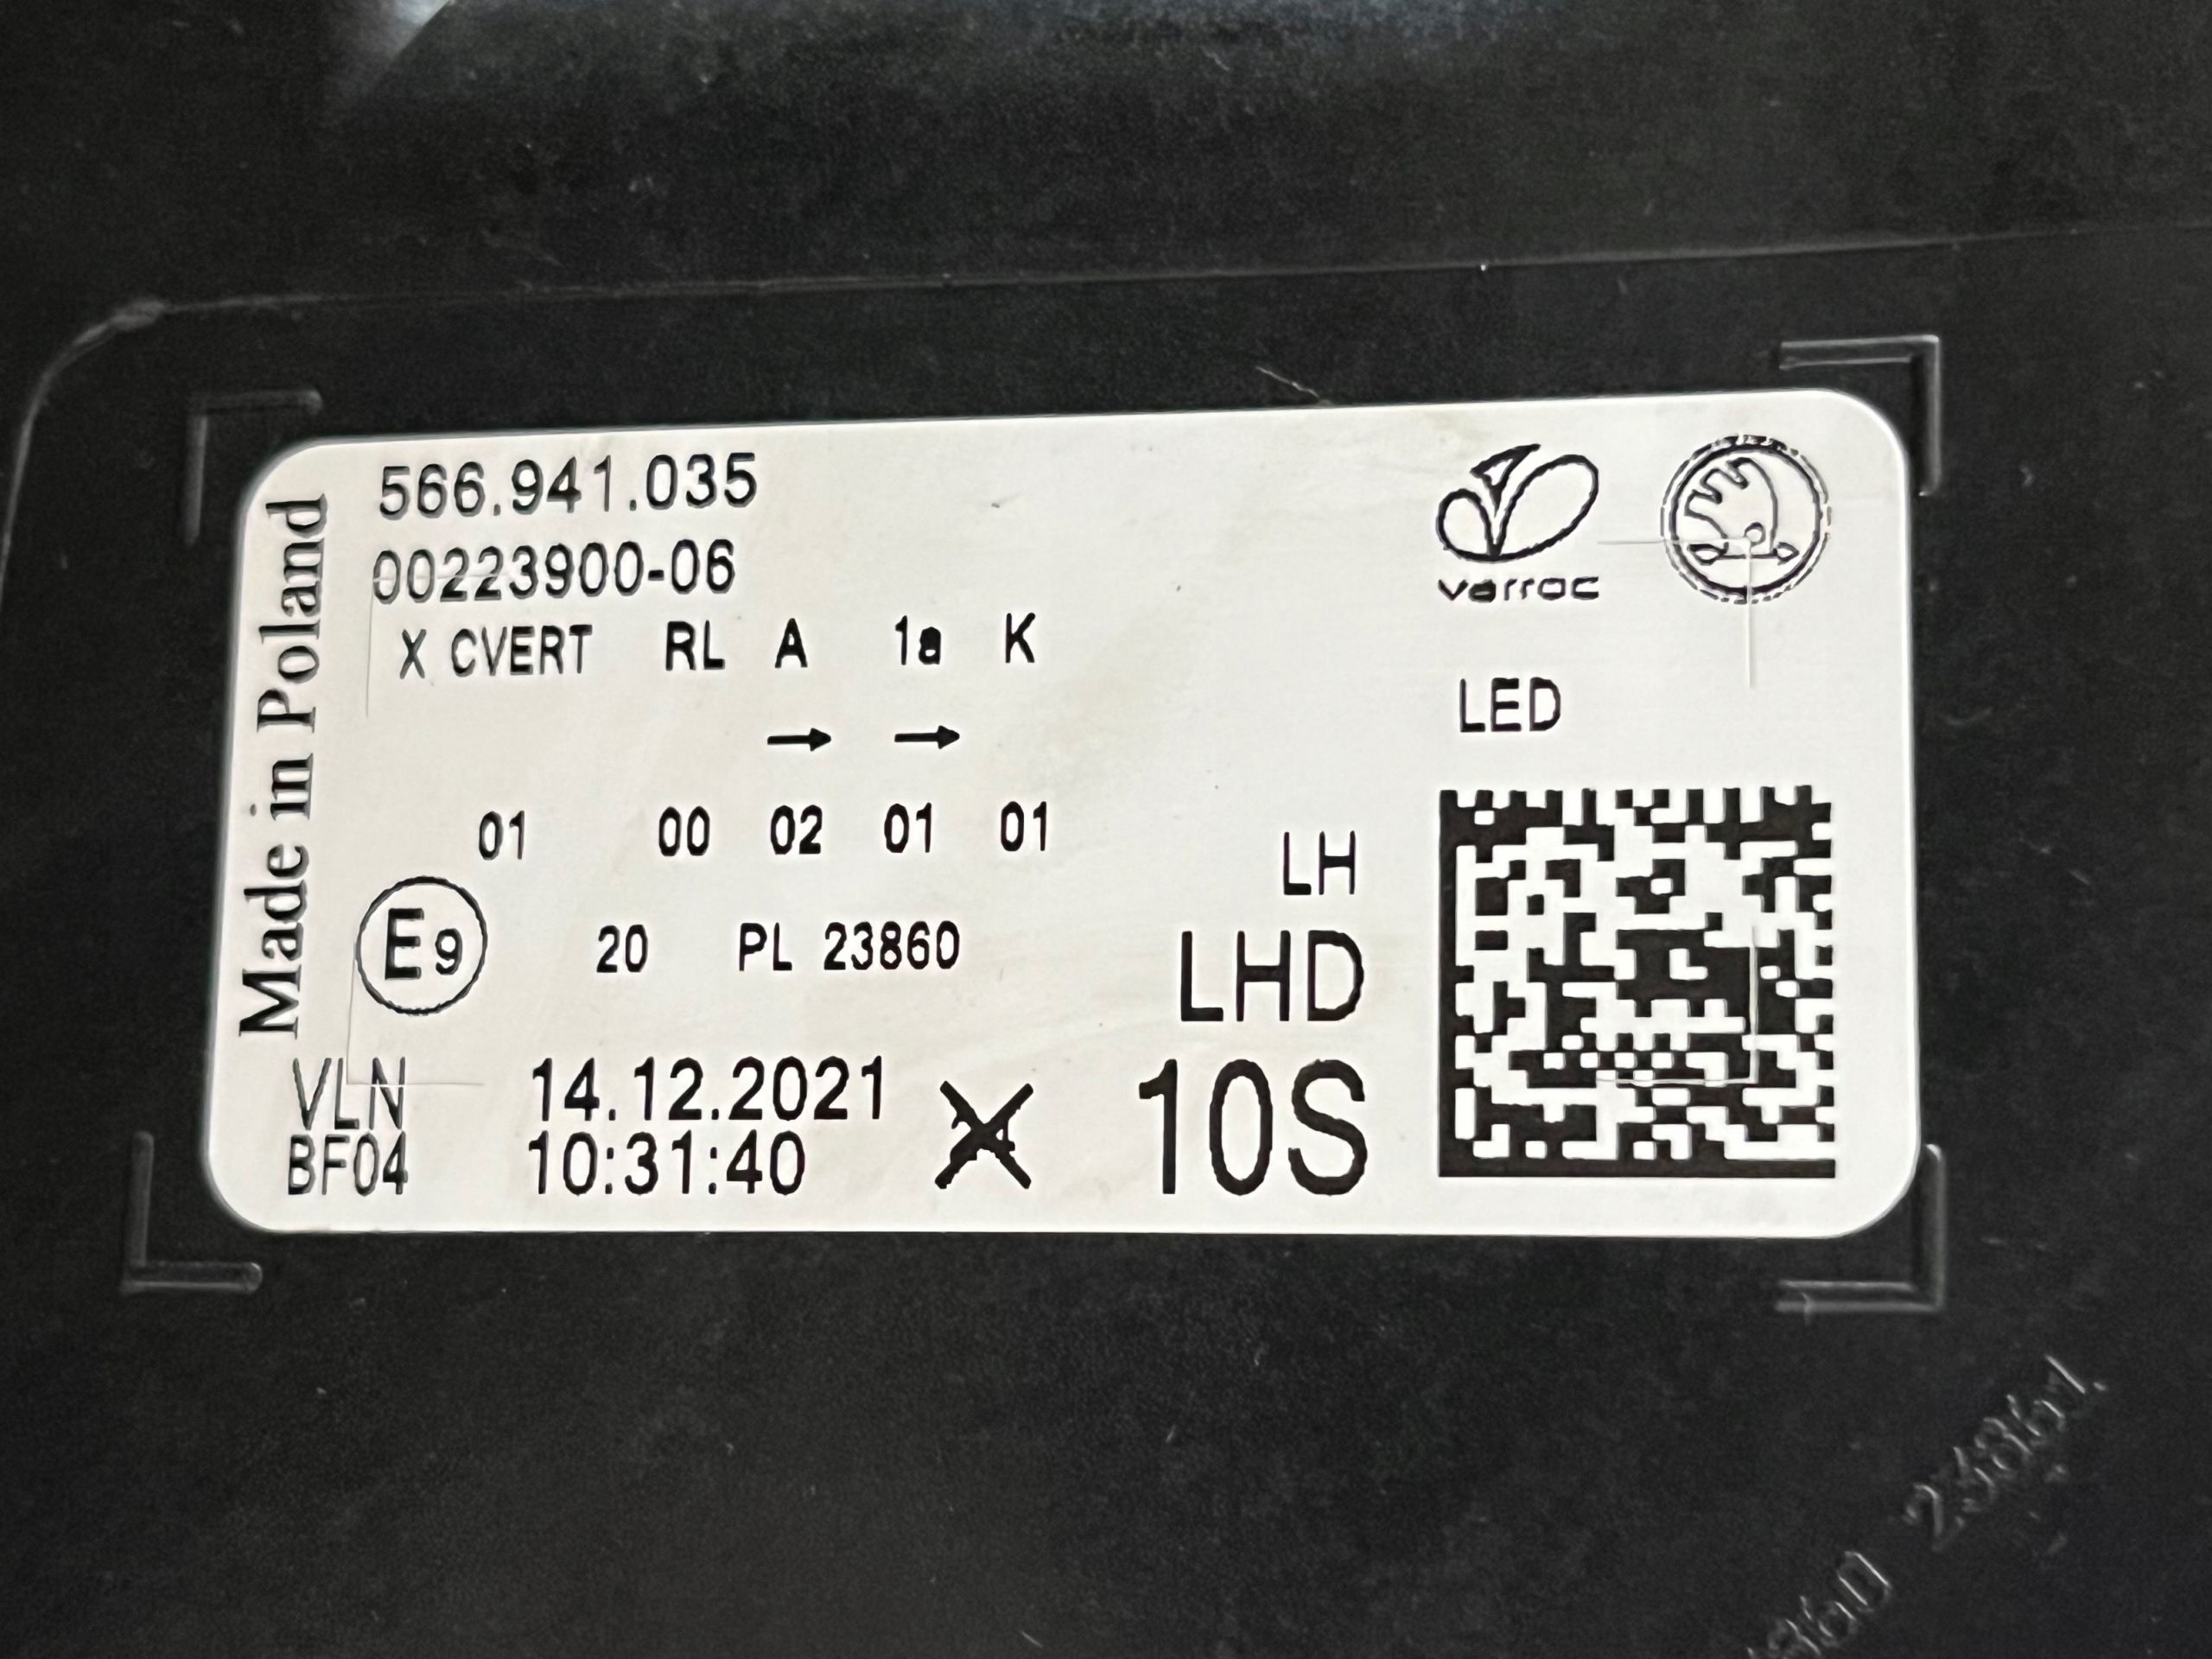 Made in Poland
566.941.035
00223900-06
varroc
X CVERT RL A 1a K
→ →
LED
01 00 02 01 01
LH
E9 20 PL 23860
LHD
VLN 14.12.2021
BF04 10:31:40
10S
23861